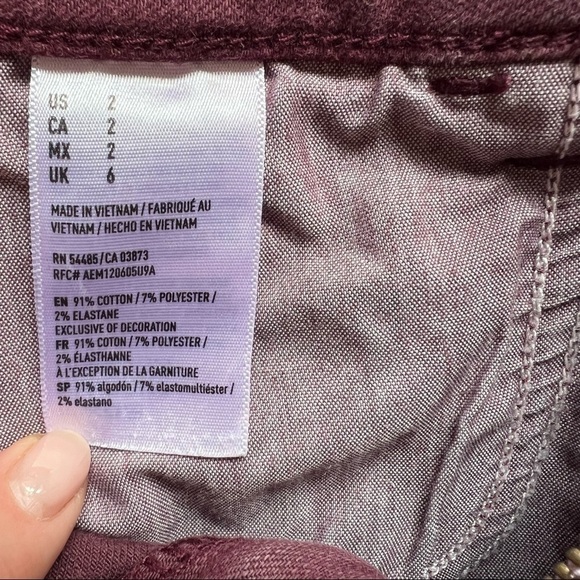 US 2
CA 2
MX 2
UK 6
MADE IN VIETNAM / FABRIQUÉ AU
VIETNAM / HECHO EN VIETNAM
RN 54485/CA 03873
RFC# AEM120605U9A
EN 91% COTTON / 7% POLYESTER /
2% ELASTANE
EXCLUSIVE OF DECORATION
FR 91% COTON / 7% POLYESTER /
2% ÉLASTHANNE
À L'EXCEPTION DE LA GARNITURE
SP 91% algodón / 7% elastomultiéster /
2% elastano